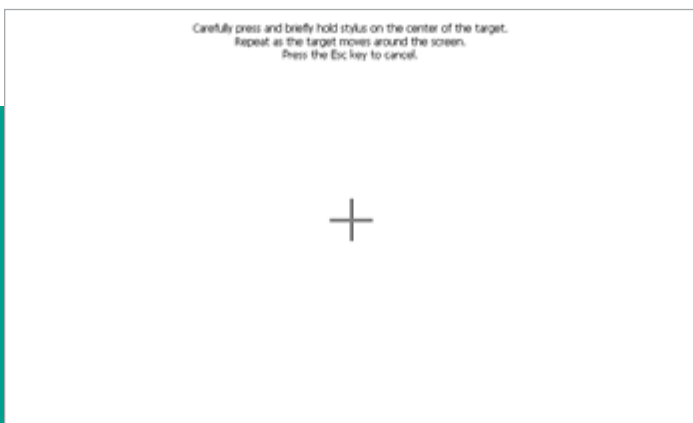 Carefully press and briefly hold stylus on the center of the target.
Repeat as the target moves around the screen.
Press the Esc key to cancel.